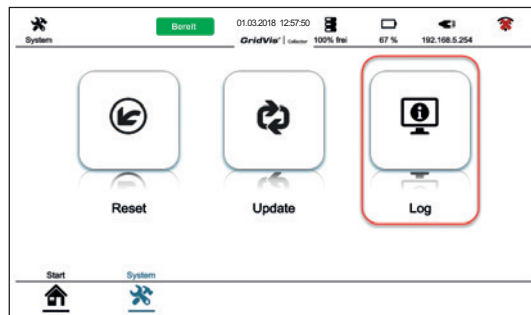 Bereit 01.03.2018 12:57:50
System GridVis® Collector 100% frei 67 % 192.168.5.254
Reset Update Log
Start System